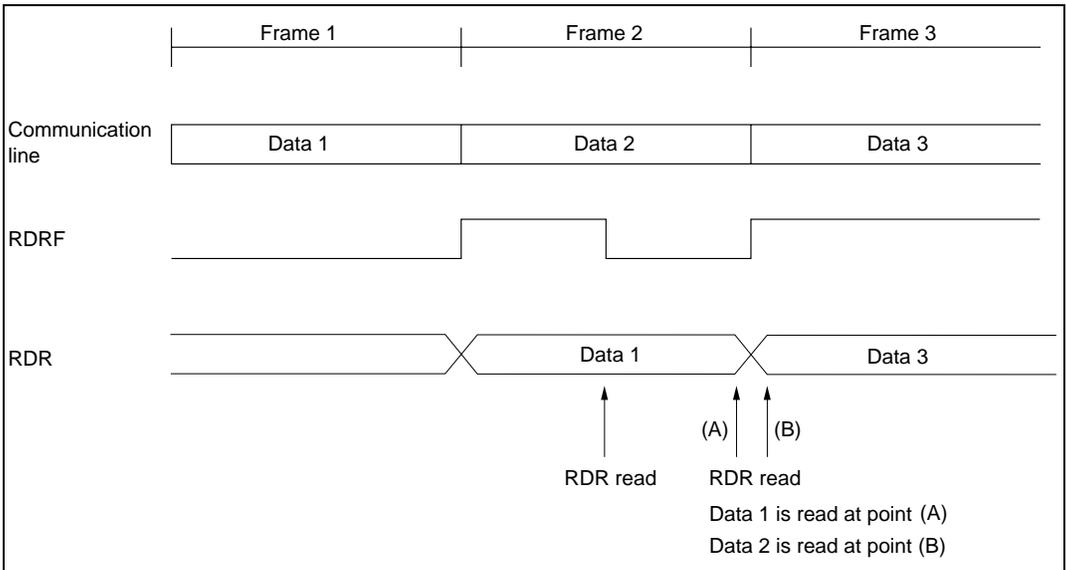 Frame 1 Frame 2 Frame 3
Communication
line
Data 1 Data 2 Data 3
RDRF
RDR
Data 1 Data 3
(A) (B)
RDR read RDR read
Data 1 is read at point (A)
Data 2 is read at point (B)